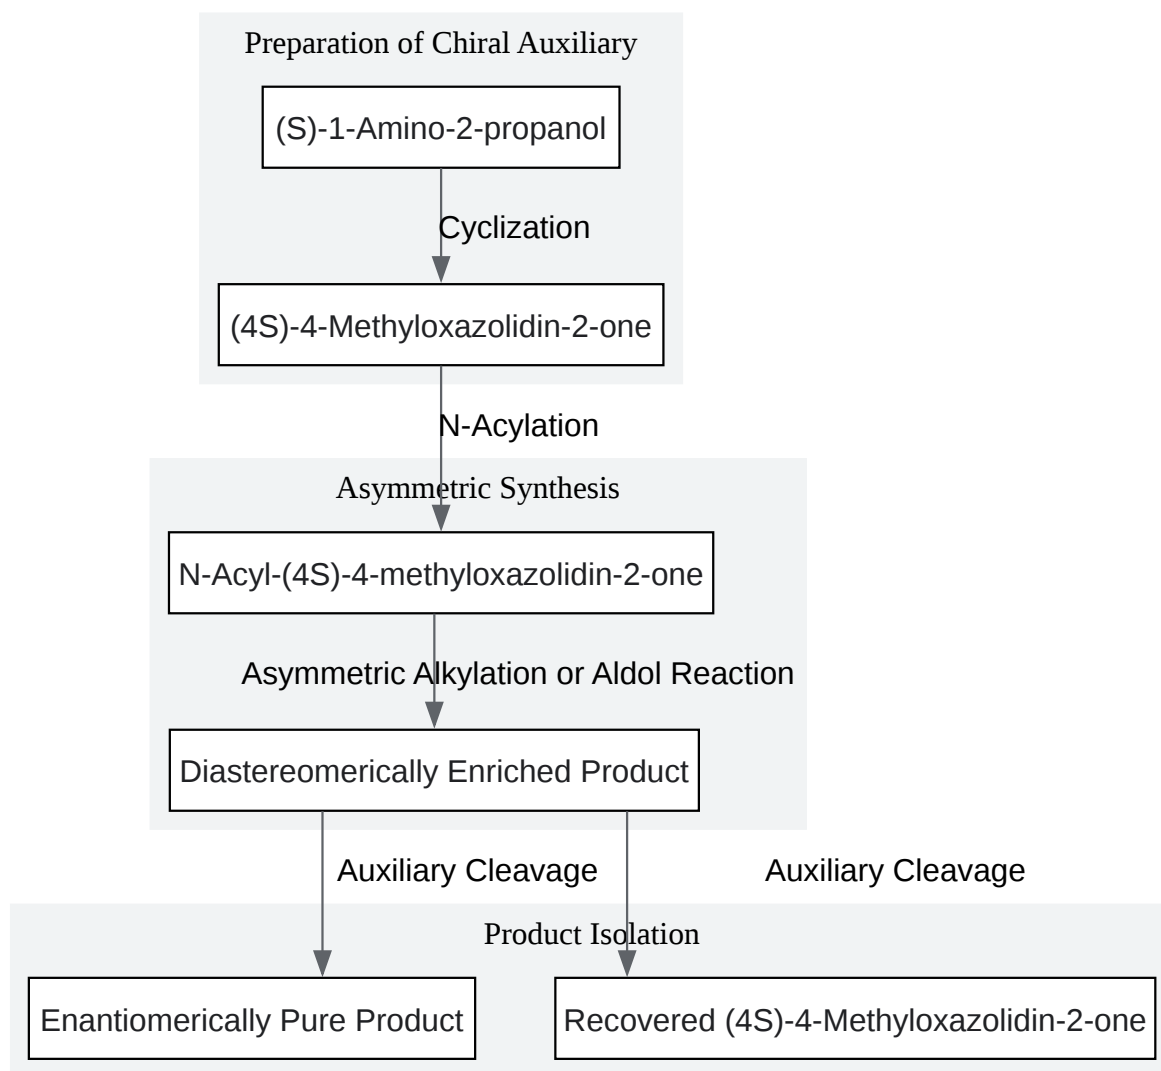 Preparation of Chiral Auxiliary
(S)-1-Amino-2-propanol
Cyclization
(4S)-4-Methyloxazolidin-2-one
N-Acylation
Asymmetric Synthesis
N-Acyl-(4S)-4-methyloxazolidin-2-one
Asymmetric Alkylation or Aldol Reaction
Diastereomerically Enriched Product
Auxiliary Cleavage
Auxiliary Cleavage
Product Isolation
Enantiomerically Pure Product
Recovered (4S)-4-Methyloxazolidin-2-one